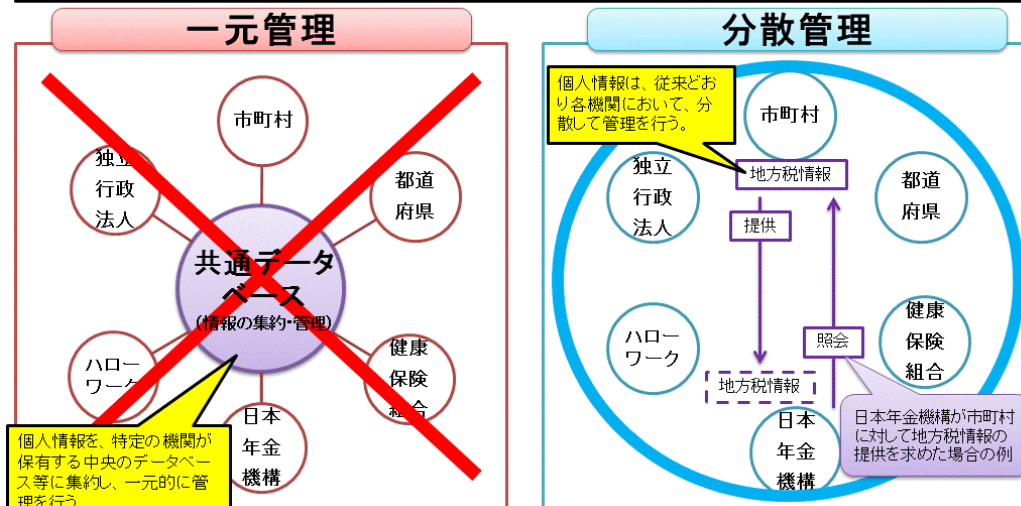 一元管理
市町村
独立
行政
法人
都道
府県
共通データ
ベース
(情報の集約・管理)
ハロー
ワーク
健康
保険
組合
日本
年金
機構
個人情報を、特定の機関が
保有する中央のデータベー
ス等に集約し、一元的に管
理を行う。
分散管理
個人情報は、従来どお
り各機関において、分
散して管理を行う。
市町村
地方税情報
独立
行政
法人
都道
府県
提供
照会
ハロー
ワーク
健康
保険
組合
地方税情報
日本
年金
機構
日本年金機構が市町村
に対して地方税情報の
提供を求めた場合の例